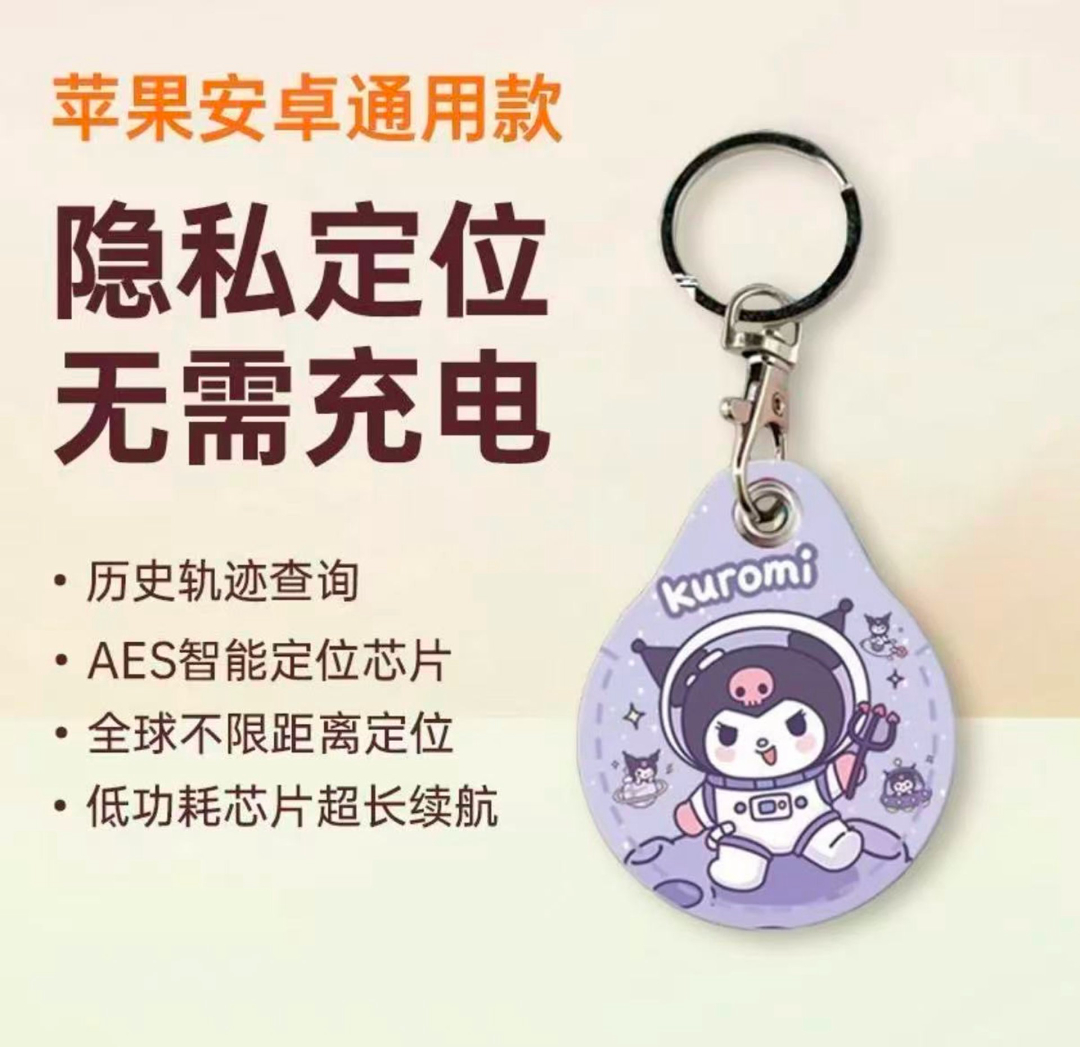 苹果安卓通用款
隐私定位
无需充电
• 历史轨迹查询
• AES智能定位芯片
• 全球不限距离定位
• 低功耗芯片超长续航
kuromi